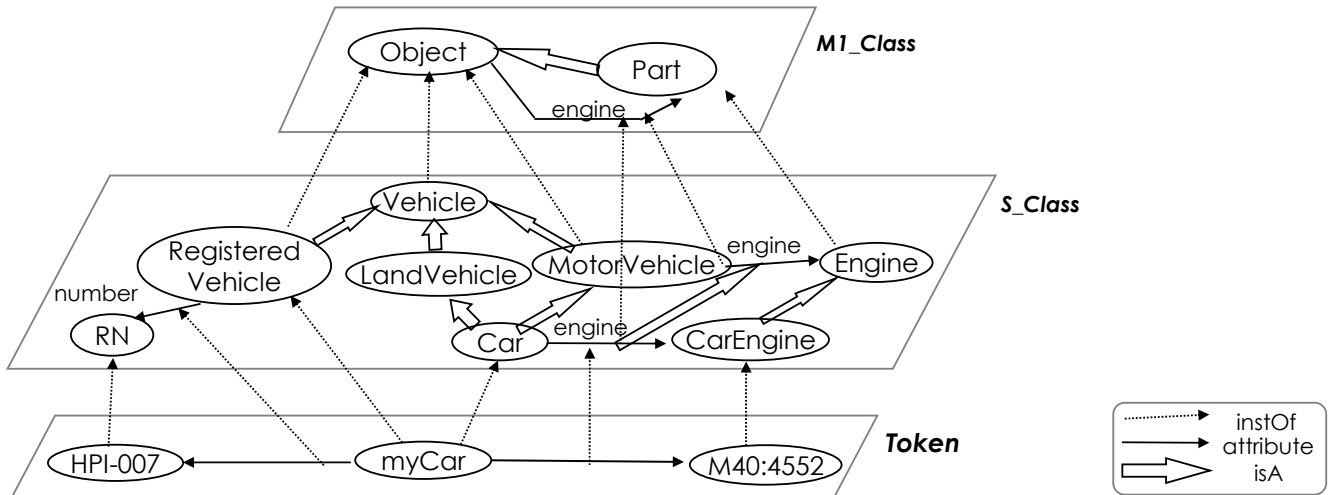 M1_Class
Object
Part
engine
S_Class
Vehicle
Registered
Vehicle
LandVehicle
MotorVehicle
engine
Engine
number
RN
Car
engine
CarEngine
Token
HPI-007
myCar
M40:4552
instOf
attribute
isA